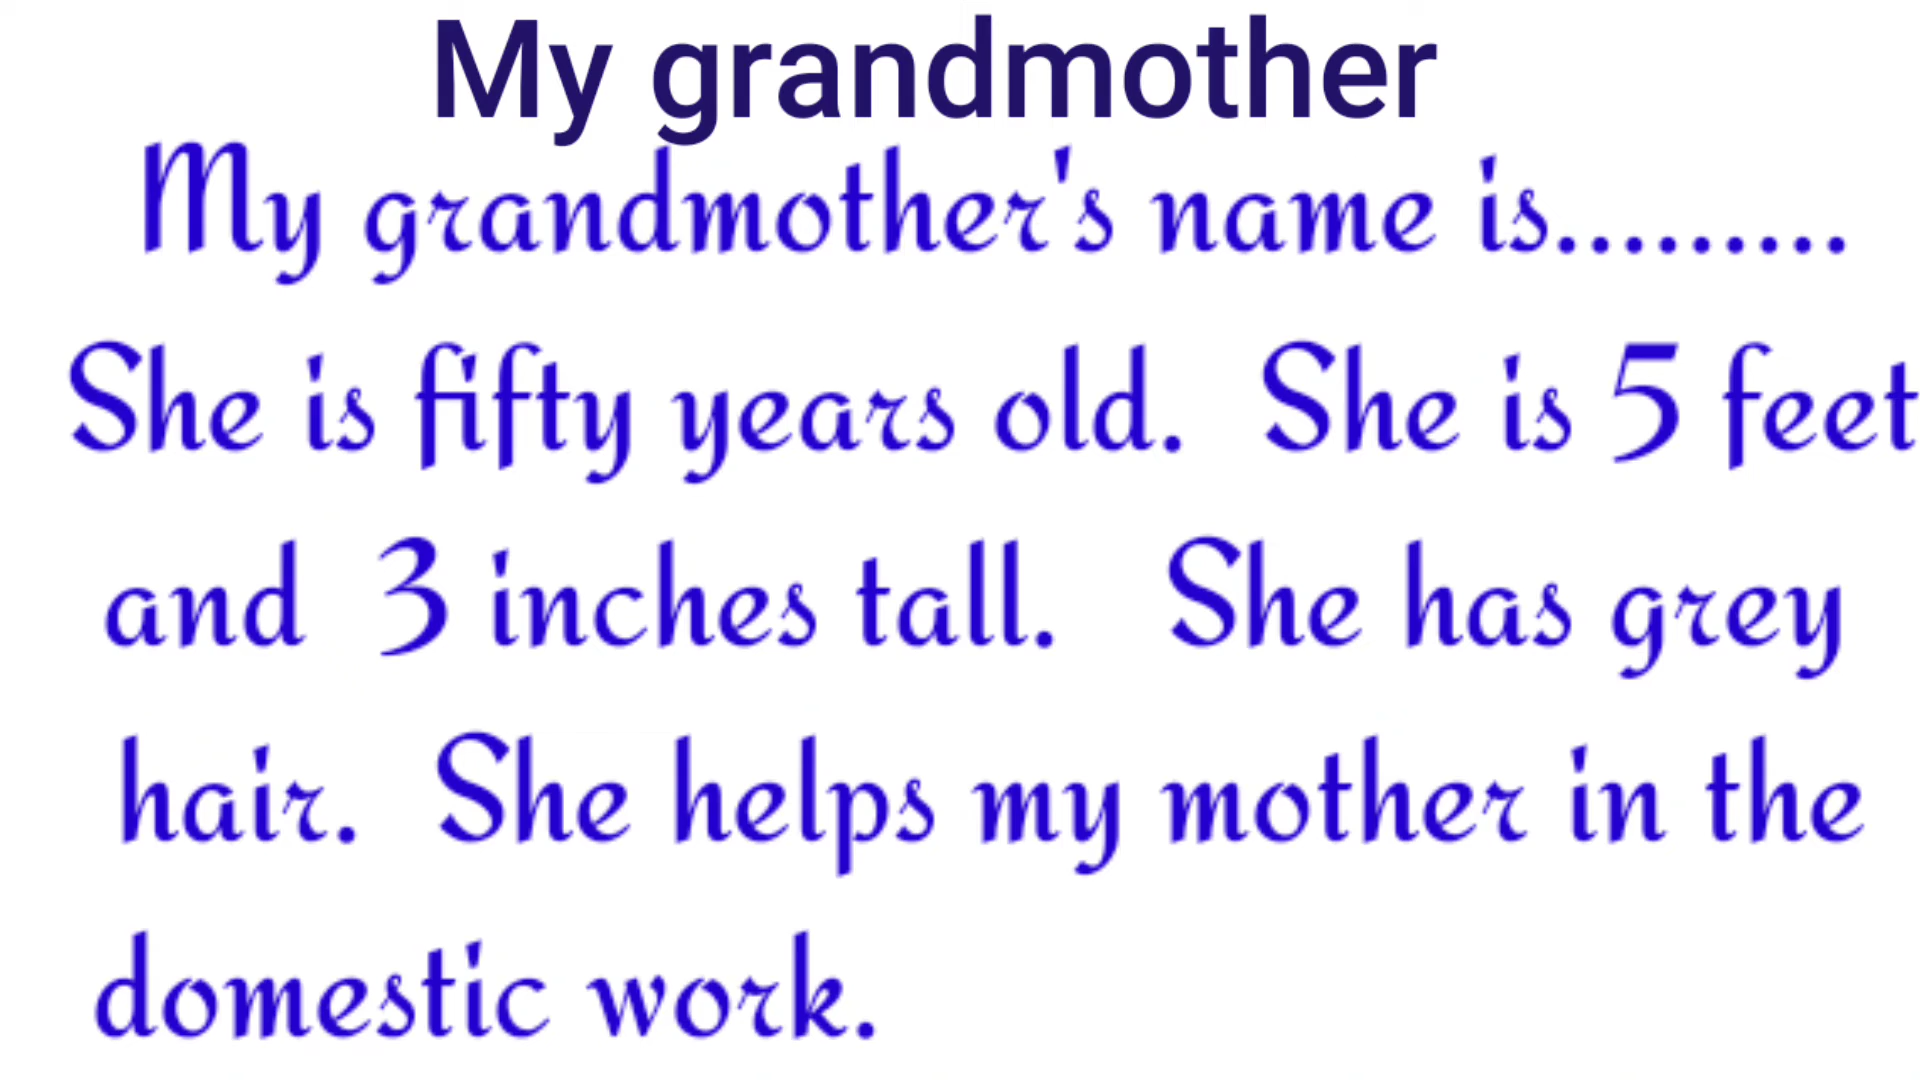 My grandmother
My grandmother's name is.........
She is fifty years old. She is 5 feet
and 3 inches tall. She has grey
hair. She helps my mother in the
domestic work.